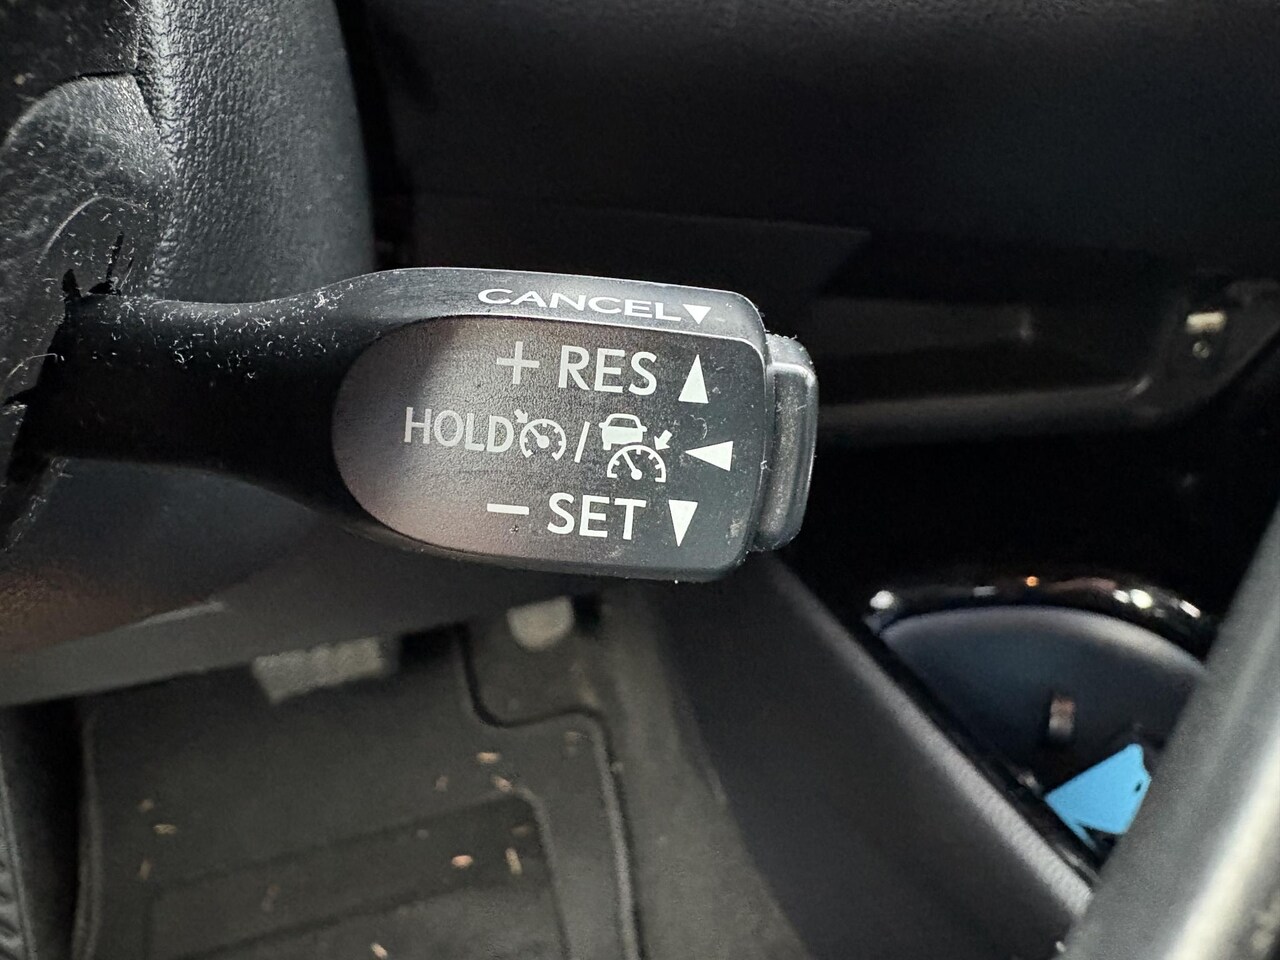 CANCEL▼
+ RES ▲
HOLD / ◀
− SET ▼